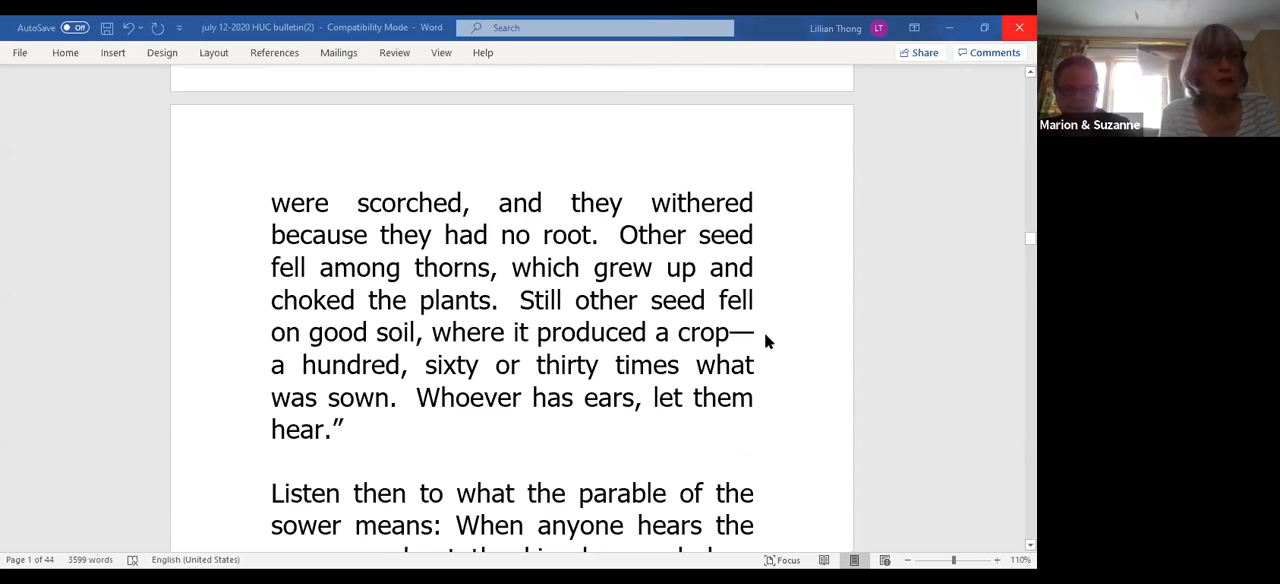 AutoSave Off july 12-2020 HUC bulletin(2) - Compatibility Mode - Word Search Lillian Thong LT
File Home Insert Design Layout References Mailings Review View Help Share Comments
Marion & Suzanne
were scorched, and they withered
because they had no root. Other seed
fell among thorns, which grew up and
choked the plants. Still other seed fell
on good soil, where it produced a crop—
a hundred, sixty or thirty times what
was sown. Whoever has ears, let them
hear.”
Listen then to what the parable of the
sower means: When anyone hears the
Page 1 of 44 3599 words English (United States) Focus 110%